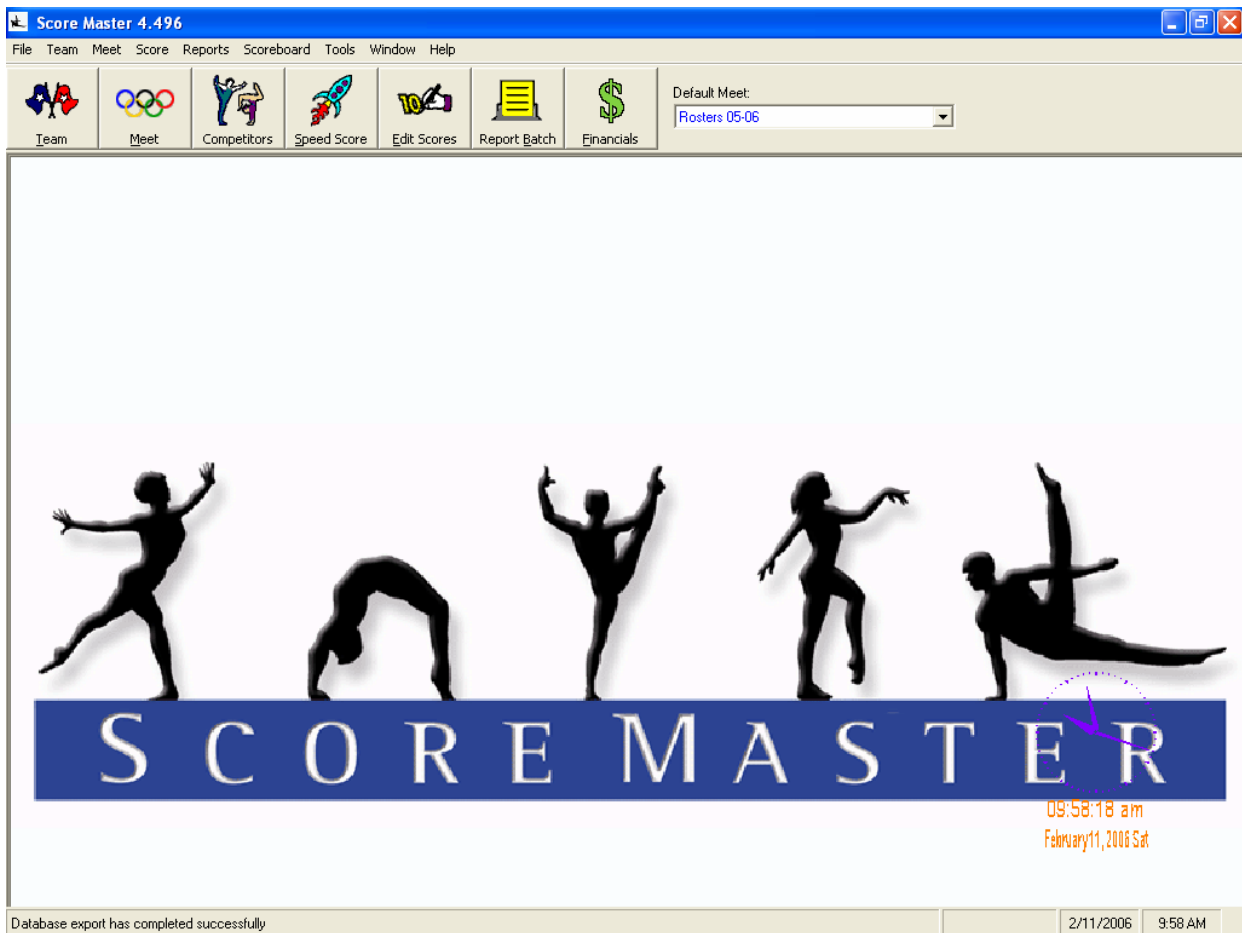 Score Master 4.496
File Team Meet Score Reports Scoreboard Tools Window Help
Default Meet:
Rosters 05-06
10
Team Meet Competitors Speed Score Edit Scores Report Batch Financials
SCORE MASTER
09:58:18 am
February11, 2006 Sat
Database export has completed successfully 2/11/2006 9:58 AM